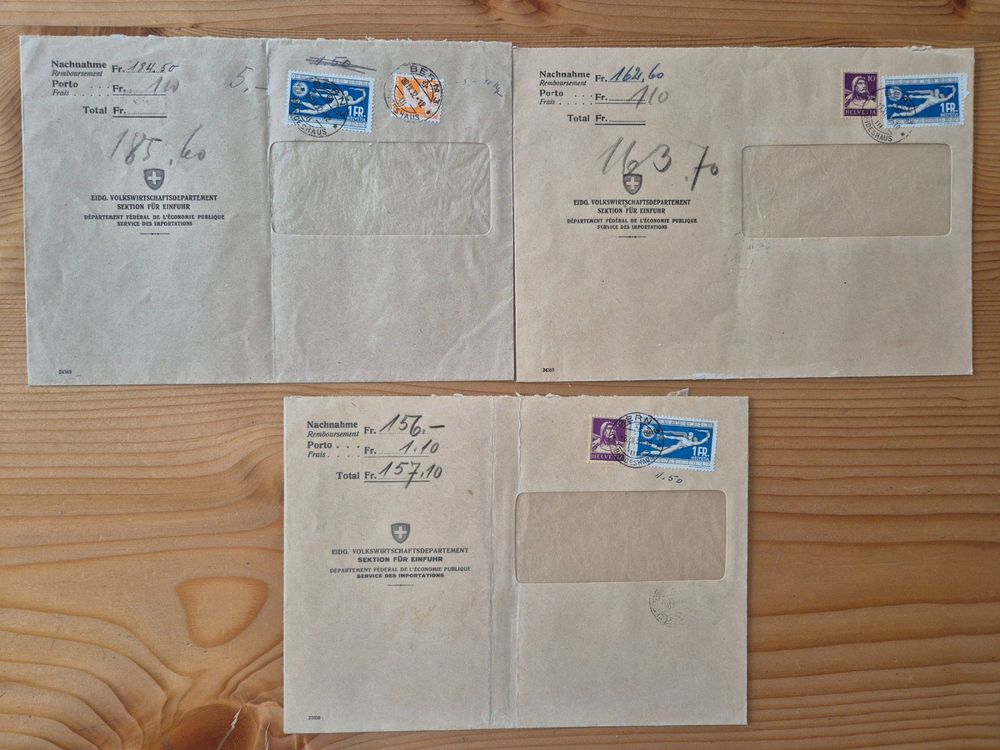 Nachnahme Fr. 184.50
Remboursement
Porto . . . . Fr. 1 10
Frais . . .
Total Fr.
185.60
5,-
1 50
1 FR.
HELVETIA
BERN 3
EIDG. VOLKSWIRTSCHAFTSDEPARTEMENT
SEKTION FÜR EINFUHR
DÉPARTEMENT FÉDÉRAL DE L'ÉCONOMIE PUBLIQUE
SERVICE DES IMPORTATIONS
Nachnahme Fr. 162.60
Remboursement
Porto . . . . Fr. 1 10
Frais . . .
Total Fr.
163.70
10
HELVETIA
1 FR.
HELVETIA
EIDG. VOLKSWIRTSCHAFTSDEPARTEMENT
SEKTION FÜR EINFUHR
DÉPARTEMENT FÉDÉRAL DE L'ÉCONOMIE PUBLIQUE
SERVICE DES IMPORTATIONS
Nachnahme Fr. 156.-
Remboursement
Porto . . . . Fr. 1.10
Frais . . .
Total Fr. 157.10
HELVETIA
BERN
1 FR.
HELVETIA
EIDG. VOLKSWIRTSCHAFTSDEPARTEMENT
SEKTION FÜR EINFUHR
DÉPARTEMENT FÉDÉRAL DE L'ÉCONOMIE PUBLIQUE
SERVICE DES IMPORTATIONS